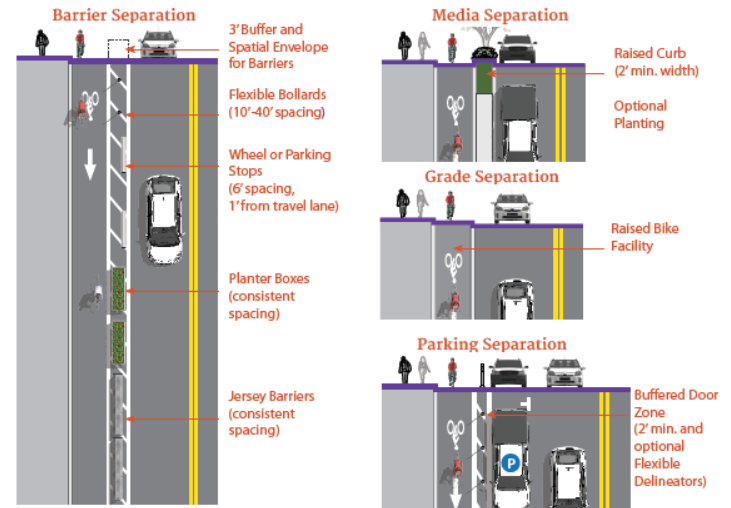 Barrier Separation
3' Buffer and
Spatial Envelope
for Barriers
Flexible Bollards
(10'-40' spacing)
Wheel or Parking
Stops
(6' spacing,
1' from travel lane)
Planter Boxes
(consistent
spacing)
Jersey Barriers
(consistent
spacing)
Media Separation
Raised Curb
(2' min. width)
Optional
Planting
Grade Separation
Raised Bike
Facility
Parking Separation
Buffered Door
Zone
(2' min. and
optional
Flexible
Delineators)
P